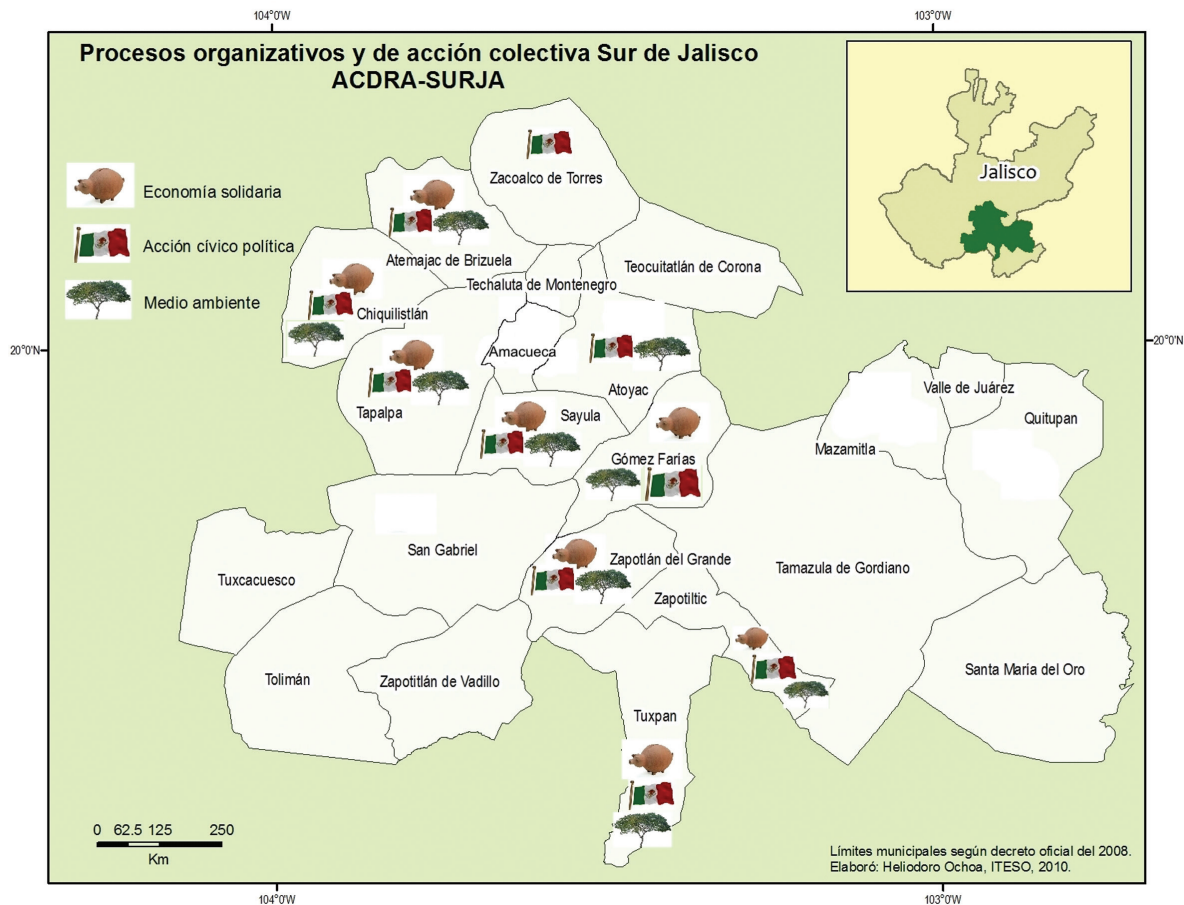 104°0'W
103°0'W
Procesos organizativos y de acción colectiva Sur de Jalisco
ACDRA-SURJA
Jalisco
Economía solidaria
Acción cívico política
Medio ambiente
Zacoalco de Torres
Atemajac de Brizuela
Teocuitatlán de Corona
Techaluta de Montenegro
Chiquilistlán
20°0'N
20°0'N
Amacueca
Atoyac
Valle de Juárez
Tapalpa
Sayula
Quitupan
Gómez Farias
Mazamitla
San Gabriel
Zapotlán del Grande
Tuxcacuesco
Tamazula de Gordiano
Zapotiltic
Tolimán
Zapotitlán de Vadillo
Santa María del Oro
Tuxpan
0 62.5 125 250
Km
Límites municipales según decreto oficial del 2008.
Elaboró: Heliodoro Ochoa, ITESO, 2010.
104°0'W
103°0'W